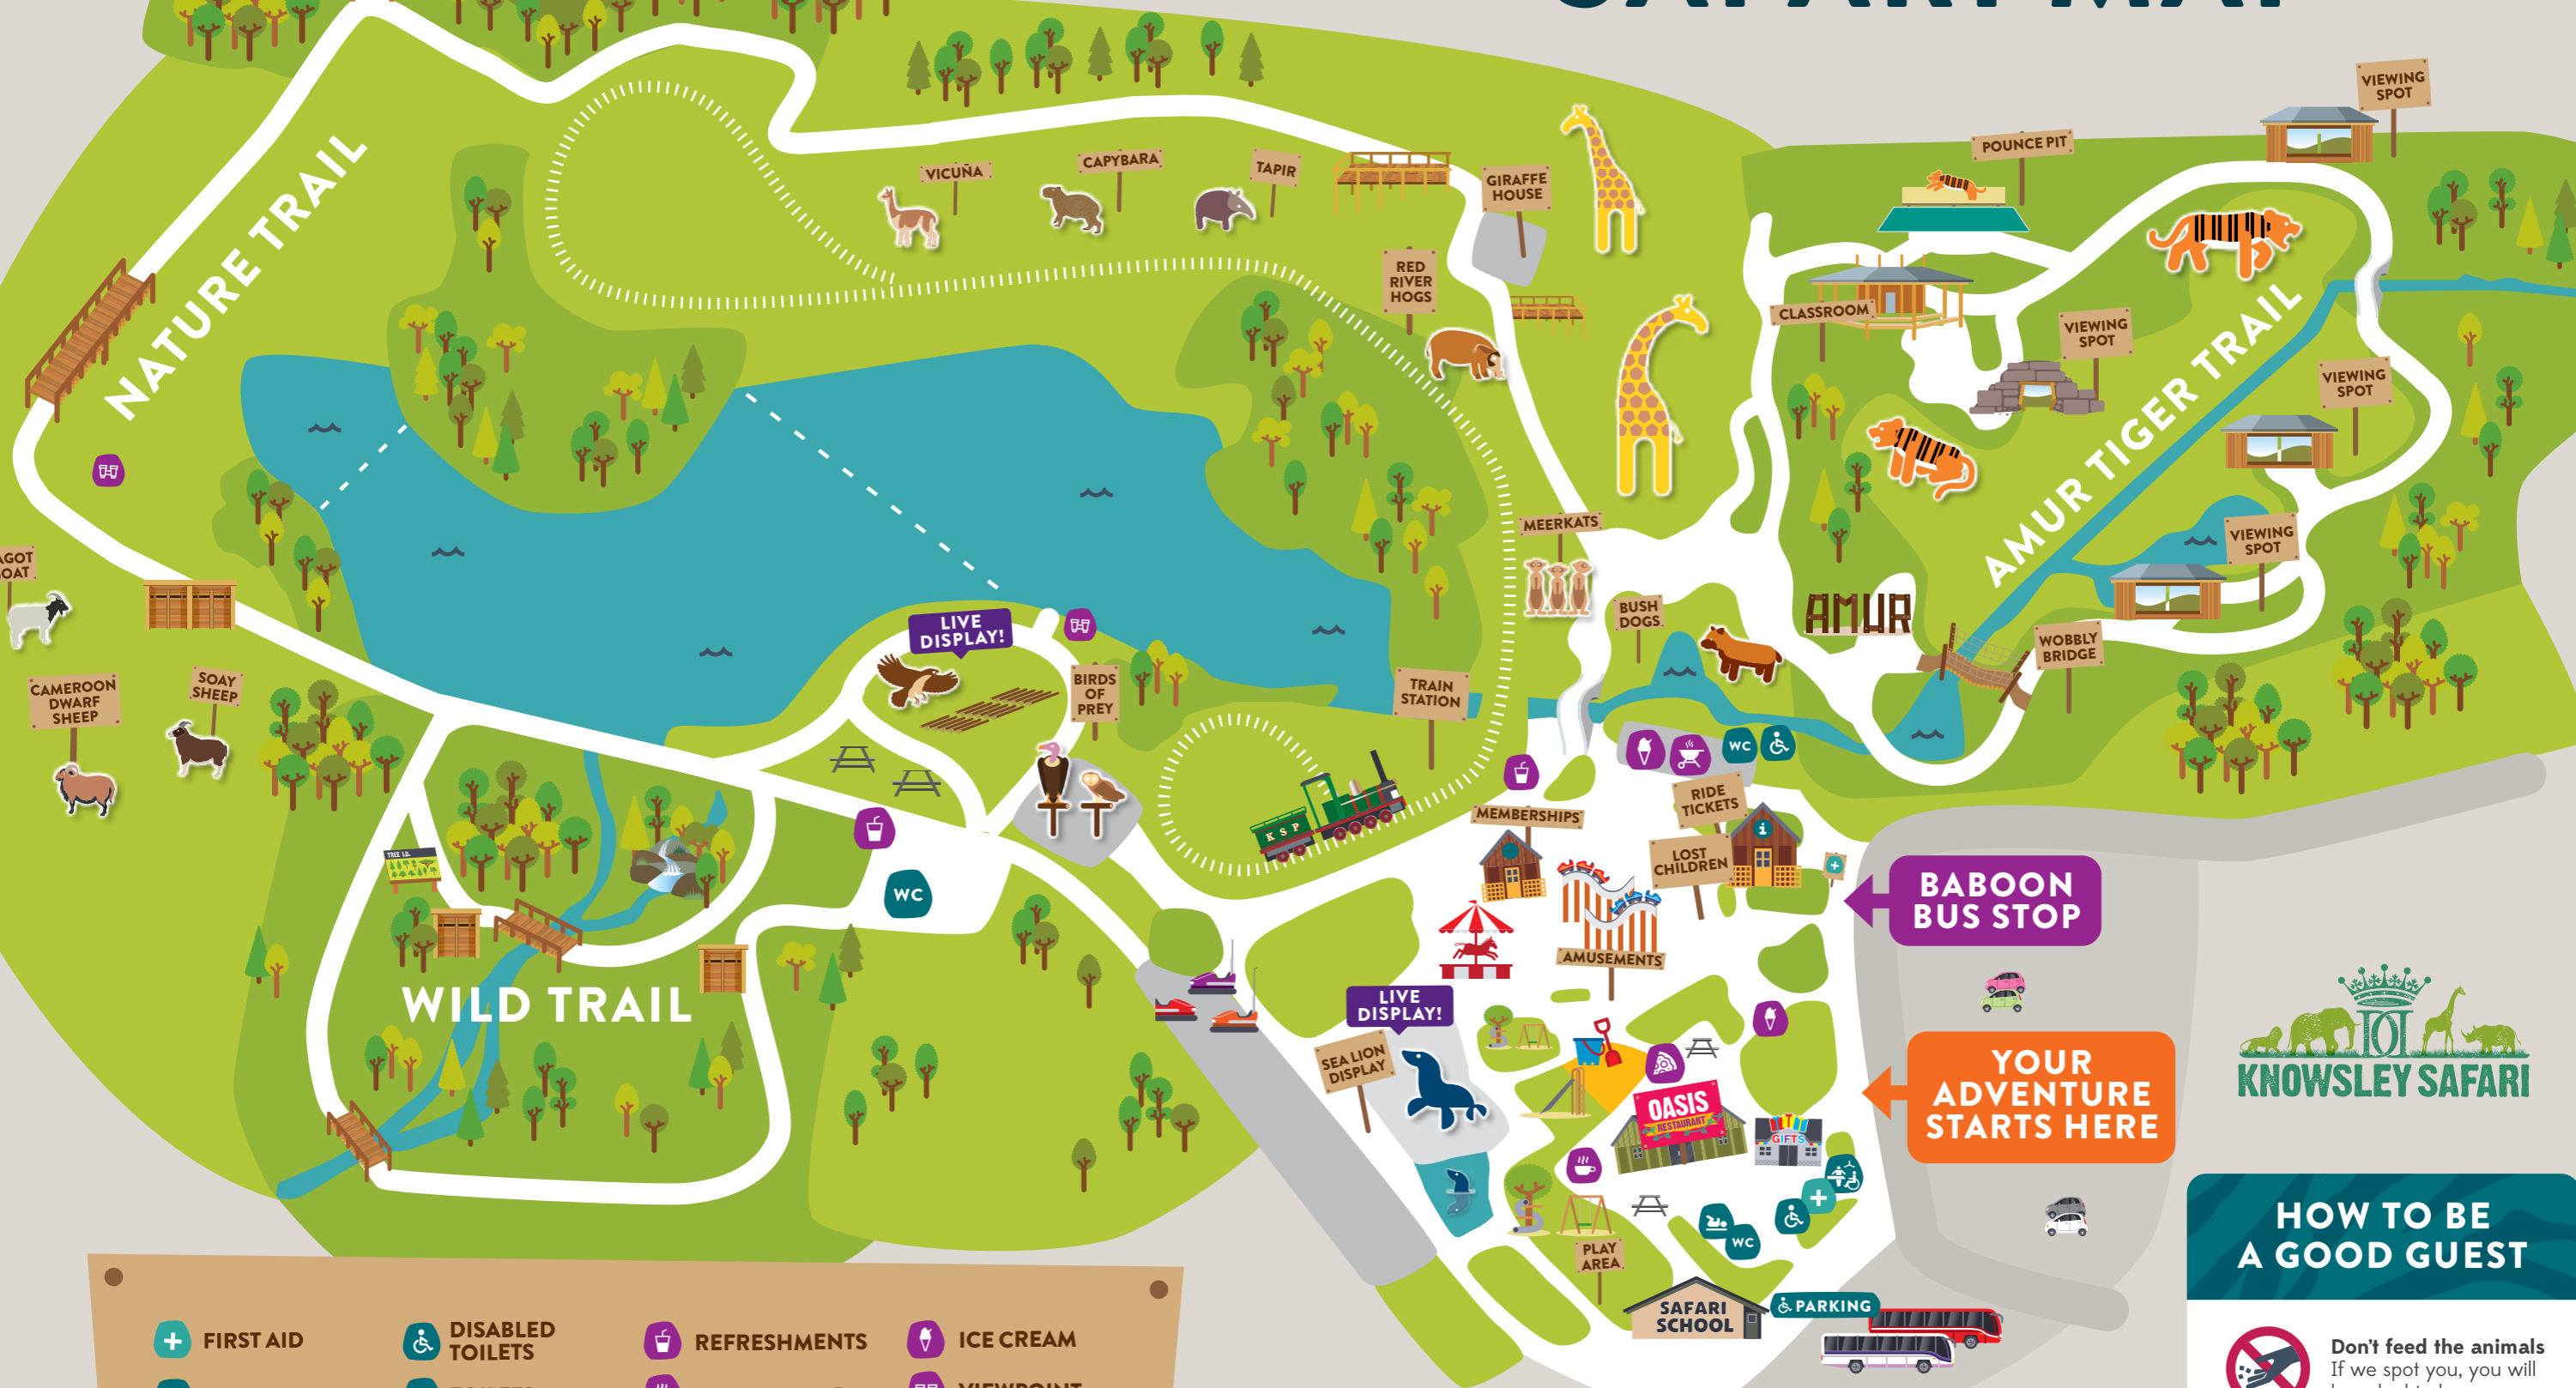 SAFARI MAP
VIEWING
SPOT
POUNCE PIT
VICUÑA
CAPYBARA
TAPIR
GIRAFFE
HOUSE
NATURE TRAIL
RED
RIVER
HOGS
CLASSROOM
VIEWING
SPOT
VIEWING
SPOT
AMUR TIGER TRAIL
MEERKATS
VIEWING
SPOT
BUSH
DOGS
AMUR
WOBBLY
BRIDGE
LIVE
DISPLAY!
BIRDS
OF
PREY
TRAIN
STATION
CAMEROON
DWARF
SHEEP
SOAY
SHEEP
WC
RIDE
TICKETS
MEMBERSHIPS
KSP
LOST
CHILDREN
i
TREE I.D.
WC
BABOON
BUS STOP
AMUSEMENTS
WILD TRAIL
LIVE
DISPLAY!
SEA LION
DISPLAY
YOUR
ADVENTURE
STARTS HERE
KNOWSLEY SAFARI
OASIS
RESTAURANT
GIFTS
WC
PLAY
AREA
SAFARI
SCHOOL
PARKING
HOW TO BE
A GOOD GUEST
FIRST AID
DISABLED
TOILETS
REFRESHMENTS
ICE CREAM
VIEWPOINT
Don't feed the animals
If we spot you, you will